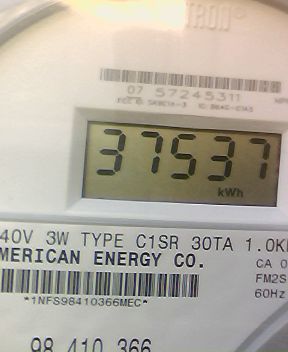 TRON®
07 57245311
37537
kWh
40V 3W TYPE C1SR 30TA 1.0K
MERICAN ENERGY CO.
CA 0
FM2S
60Hz
*1NFS98410366MEC*
98 410 366